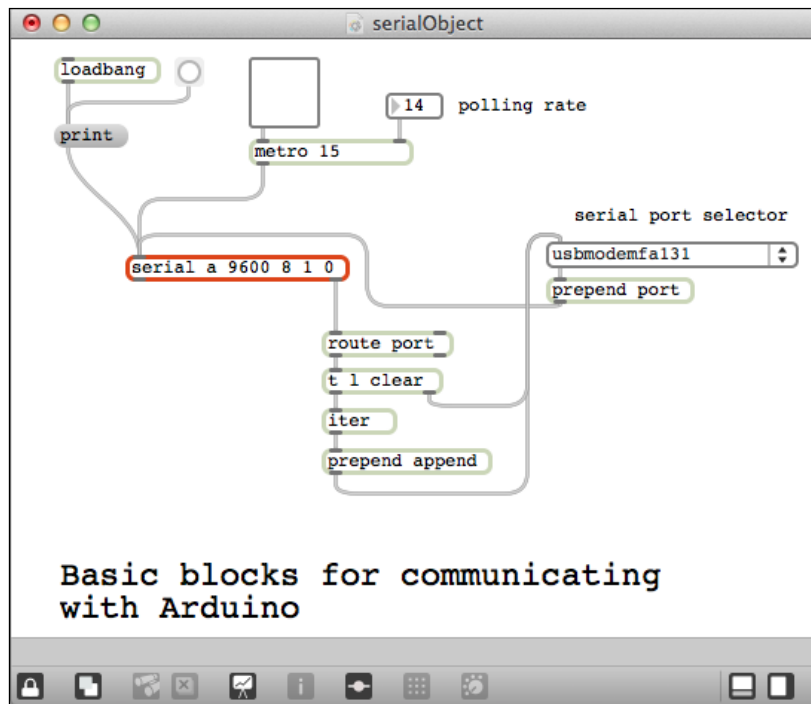 serialObject
loadbang
print
14 polling rate
metro 15
serial port selector
usbmodemfa131
serial a 9600 8 1 0
prepend port
route port
t l clear
iter
prepend append
Basic blocks for communicating
with Arduino